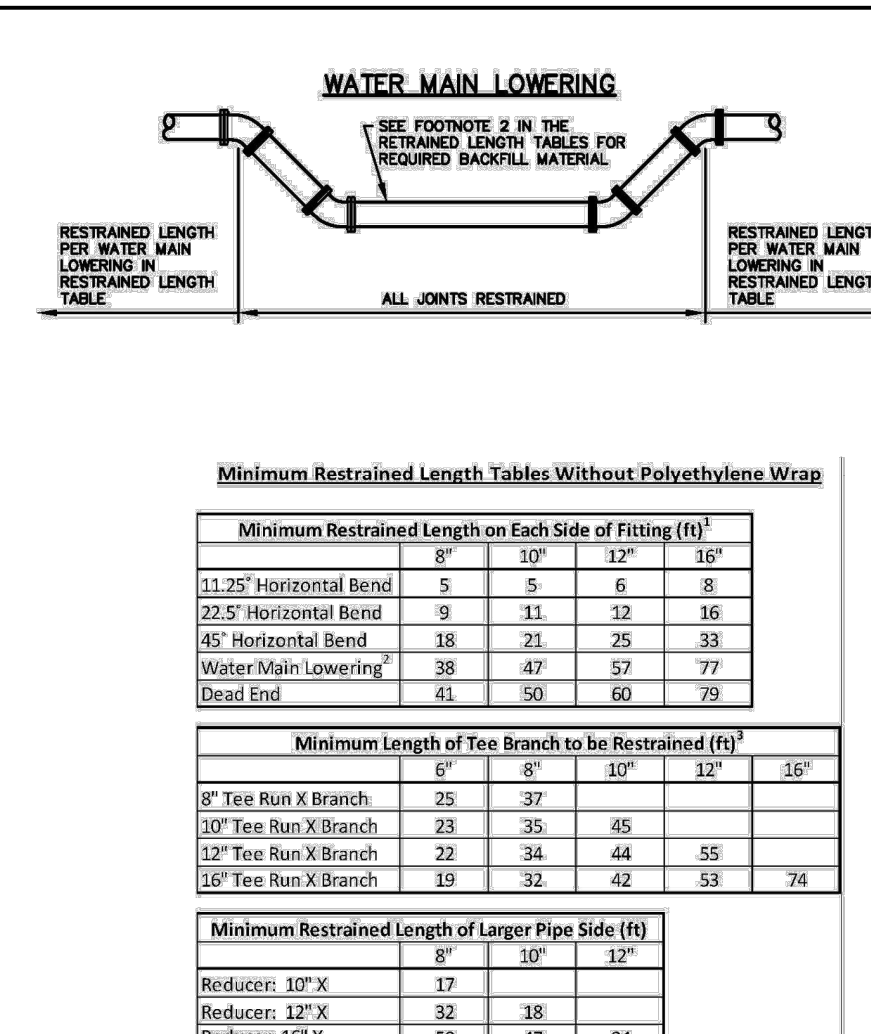 WATER MAIN LOWERING
SEE FOOTNOTE 2 IN THE
RETRAINED LENGTH TABLES FOR
REQUIRED BACKFILL MATERIAL
RESTRAINED LENGTH
PER WATER MAIN
LOWERING IN
RESTRAINED LENGTH
TABLE
ALL JOINTS RESTRAINED
RESTRAINED LENGT
PER WATER MAIN
LOWERING IN
RESTRAINED LENGT
TABLE
Minimum Restrained Length Tables Without Polyethylene Wrap
Minimum Restrained Length on Each Side of Fitting (ft)¹
8" 10" 12" 16"
11.25° Horizontal Bend 5 5 6 8
22.5° Horizontal Bend 9 11 12 16
45° Horizontal Bend 18 21 25 33
Water Main Lowering² 38 47 57 77
Dead End 41 50 60 79
Minimum Length of Tee Branch to be Restrained (ft)³
6" 8" 10" 12" 16"
8" Tee Run X Branch 25 37
10" Tee Run X Branch 23 35 45
12" Tee Run X Branch 22 34 44 55
16" Tee Run X Branch 19 32 42 53 74
Minimum Restrained Length of Larger Pipe Side (ft)
8" 10" 12"
Reducer: 10" X 17
Reducer: 12" X 32 18
Reducer: 16" X